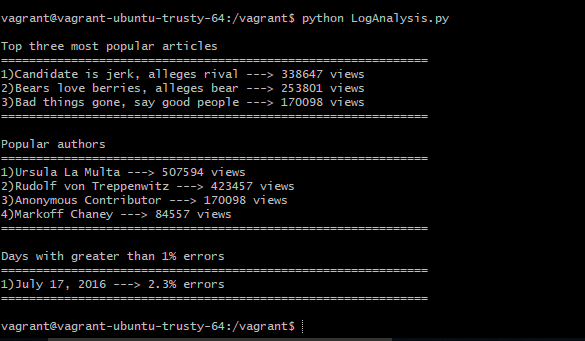 vagrant@vagrant-ubuntu-trusty-64:/vagrant$ python LogAnalysis.py
Top three most popular articles
=============================================================
1)Candidate is jerk, alleges rival ---> 338647 views
2)Bears love berries, alleges bear ---> 253801 views
3)Bad things gone, say good people ---> 170098 views
=============================================================
Popular authors
=============================================================
1)Ursula La Multa ---> 507594 views
2)Rudolf von Treppenwitz ---> 423457 views
3)Anonymous Contributor ---> 170098 views
4)Markoff Chaney ---> 84557 views
=============================================================
Days with greater than 1% errors
=============================================================
1)July 17, 2016 ---> 2.3% errors
=============================================================
vagrant@vagrant-ubuntu-trusty-64:/vagrant$